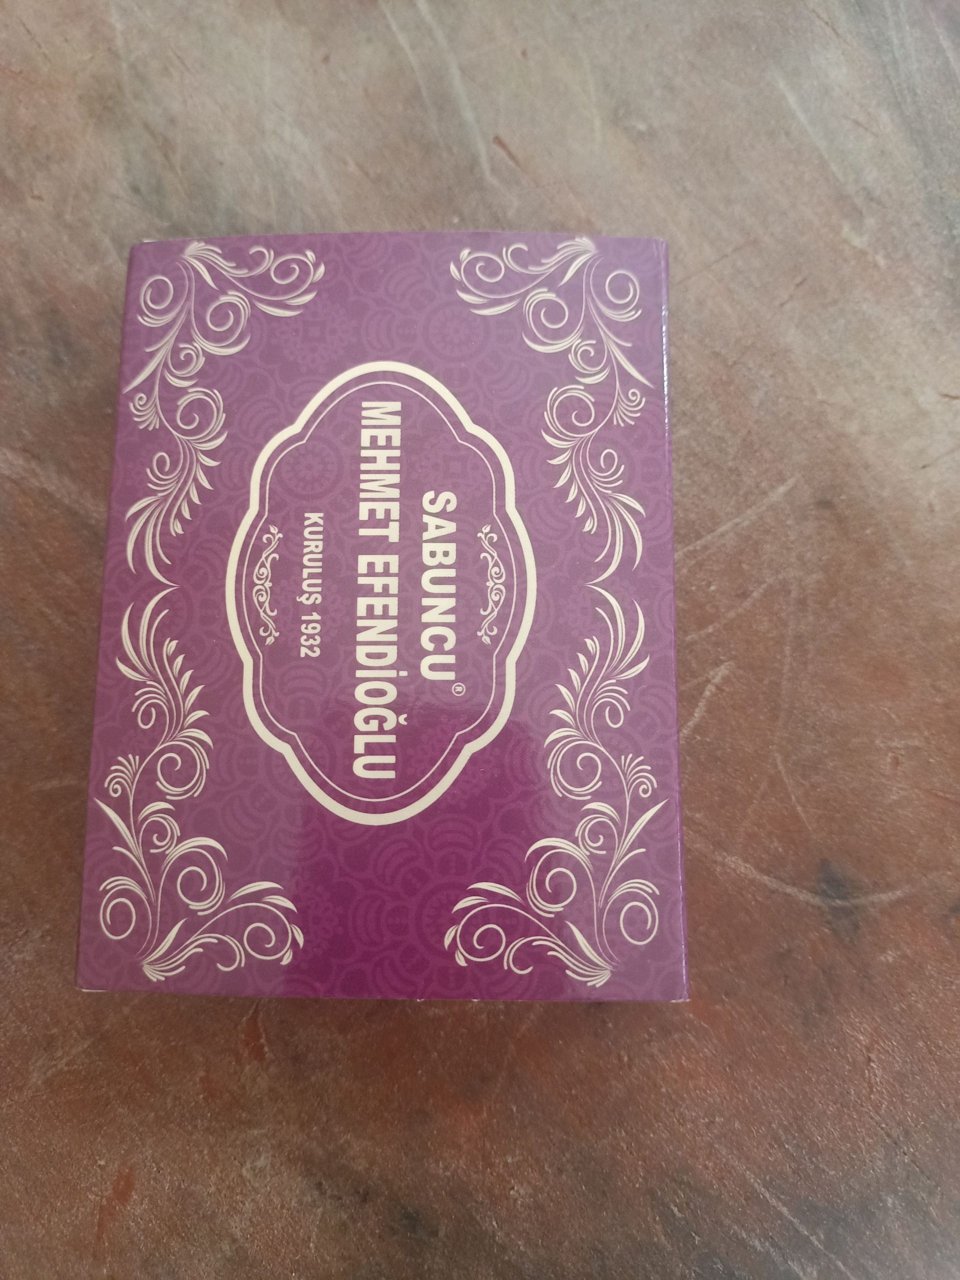 SABUNCU®
MEHMET EFENDİOĞLU
KURULUŞ 1932